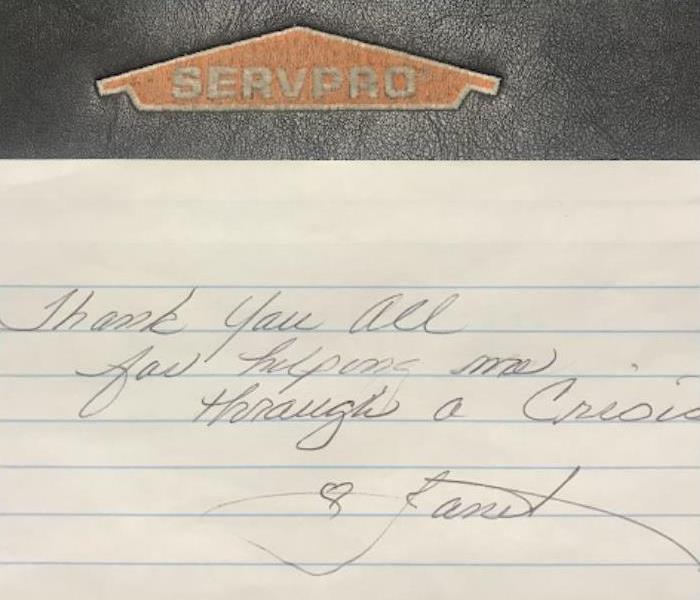 SERVPRO
Thank You All
for helping me
through a Crisis
Janet